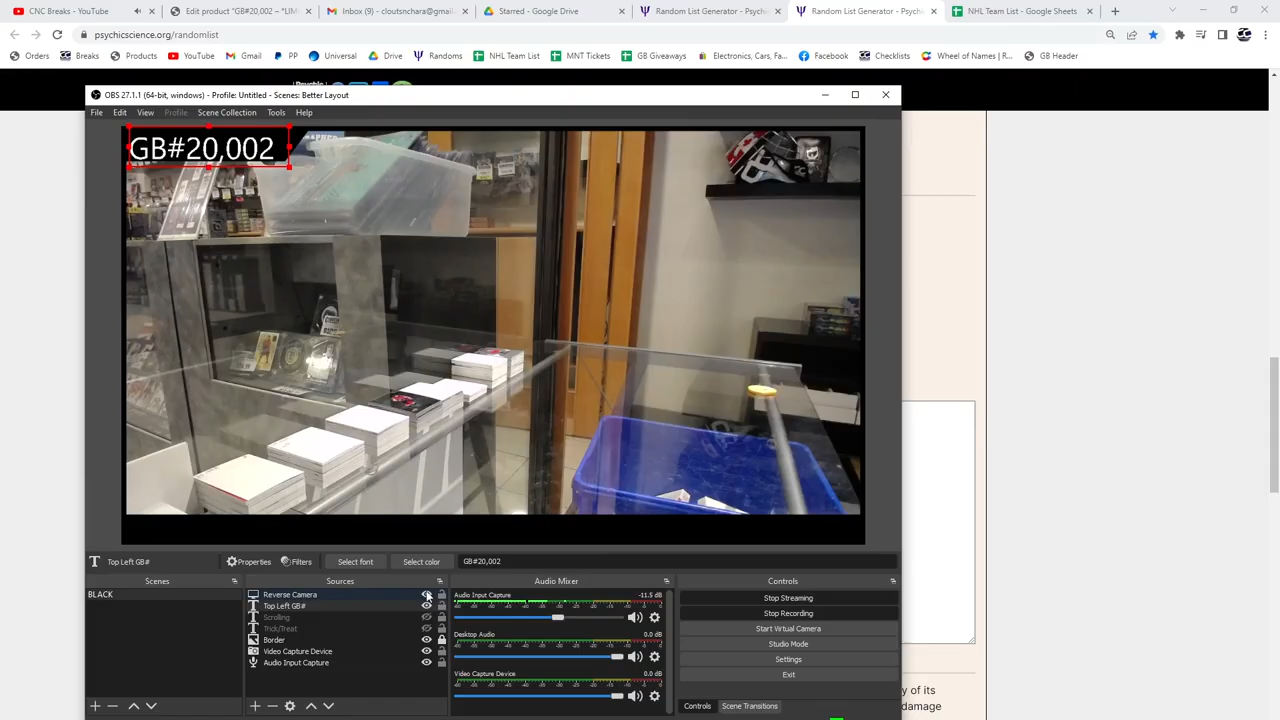 CNC Breaks - YouTube
Edit product "GB#20,002 – "LIM
Inbox (9) - cloutsnchara@gmail
Starred - Google Drive
Random List Generator - Psychic
Random List Generator - Psyche
NHL Team List - Google Sheets
psychicscience.org/randomlist
Orders
Breaks
Products
YouTube
Gmail
PP
Universal
Drive
Randoms
NHL Team List
MNT Tickets
GB Giveaways
Electronics, Cars, Fa...
Facebook
Checklists
Wheel of Names | R...
GB Header
OBS 27.1.1 (64-bit, windows) - Profile: Untitled - Scenes: Better Layout
File Edit View Profile Scene Collection Tools Help
GB#20,002
Top Left GB#
Properties
Filters
Select font
Select color
GB#20,002
Scenes
Sources
Audio Mixer
Controls
BLACK
Reverse Camera
Top Left GB#
Scrolling
Trick/Treat
Border
Video Capture Device
Audio Input Capture
Audio Input Capture
-11.5 dB
Desktop Audio
0.0 dB
Video Capture Device
0.0 dB
Stop Streaming
Stop Recording
Start Virtual Camera
Studio Mode
Settings
Exit
Controls
Scene Transitions
y of its
damage